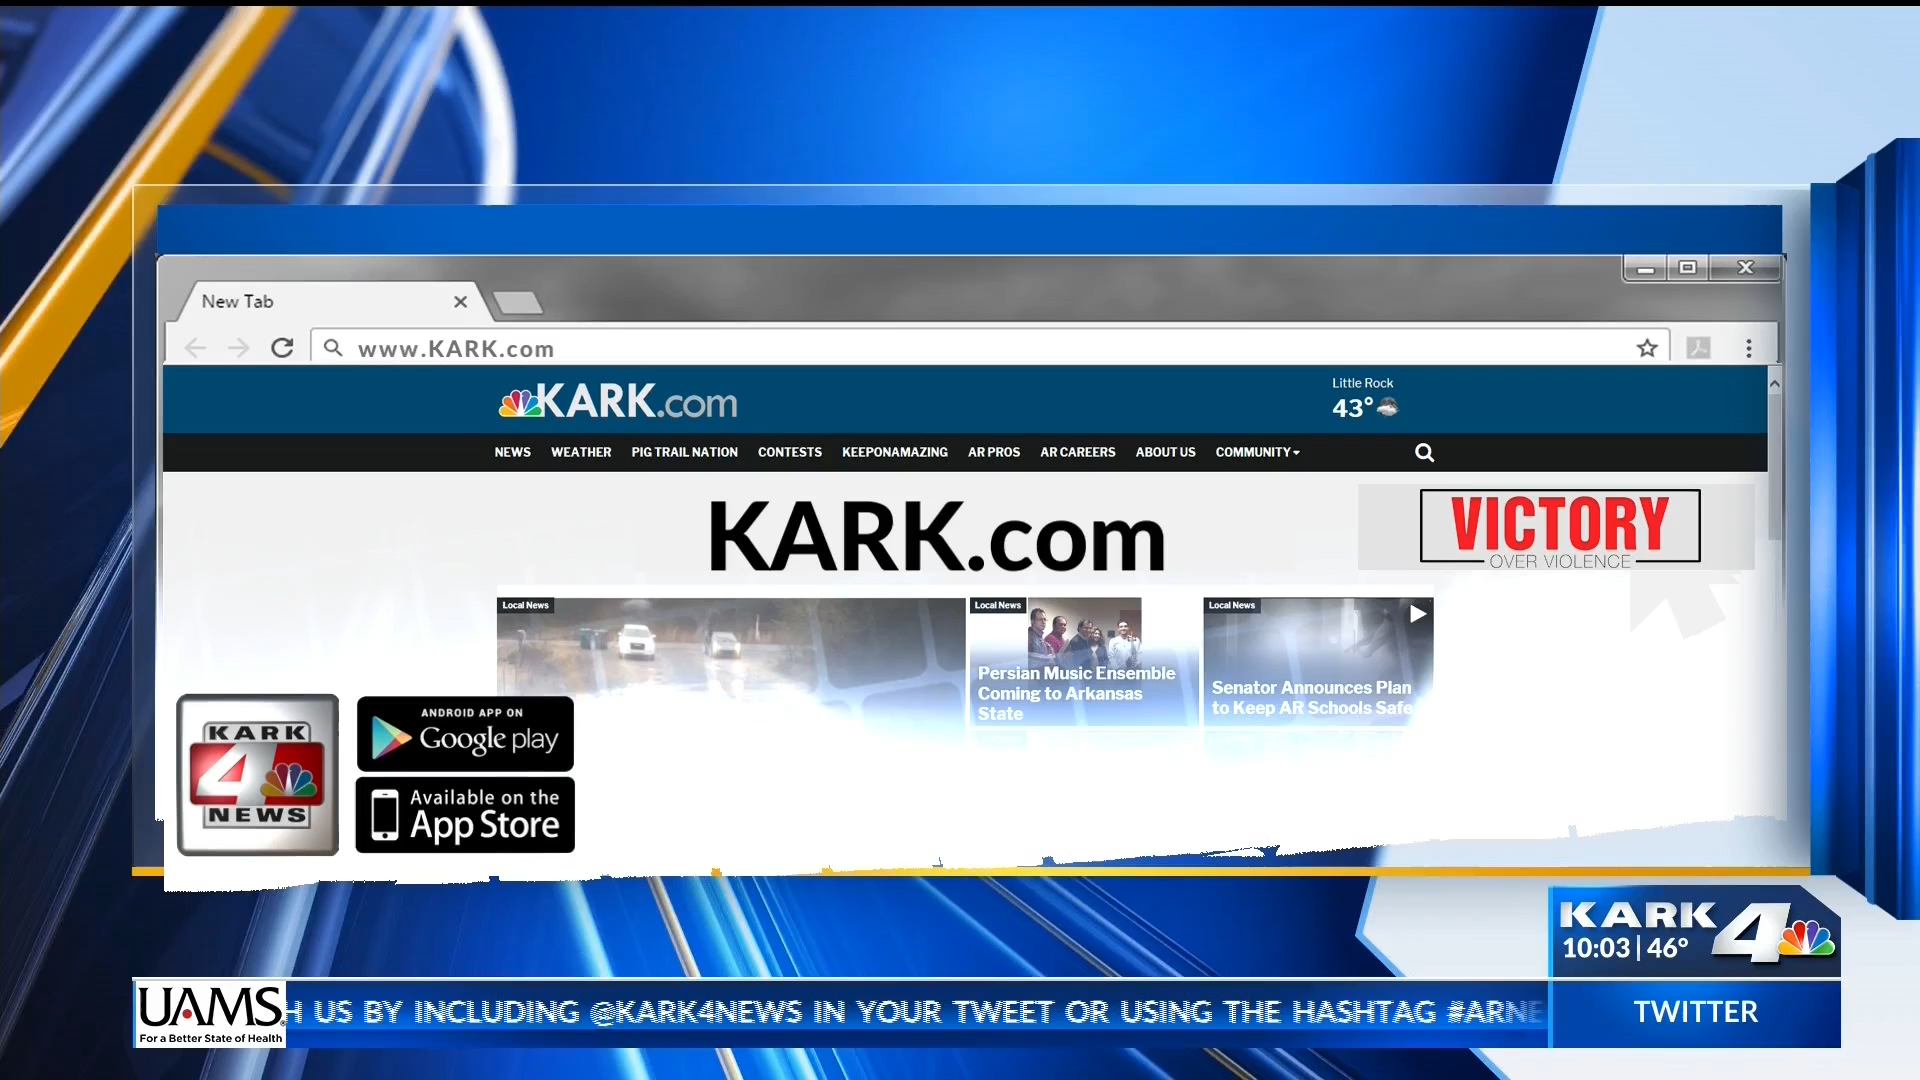 New Tab
www.KARK.com
KARK.com
Little Rock
43°
NEWS WEATHER PIG TRAIL NATION CONTESTS KEEPONAMAZING AR PROS AR CAREERS ABOUT US COMMUNITY
KARK.com
VICTORY
OVER VIOLENCE
Local News
Local News
Persian Music Ensemble
Coming to Arkansas
State
Local News
Senator Announces Plan
to Keep AR Schools Safe
KARK
4
NEWS
ANDROID APP ON
Google play
Available on the
App Store
KARK 4
10:03 | 46°
UAMS
For a Better State of Health
H US BY INCLUDING @KARK4NEWS IN YOUR TWEET OR USING THE HASHTAG #ARNE
TWITTER